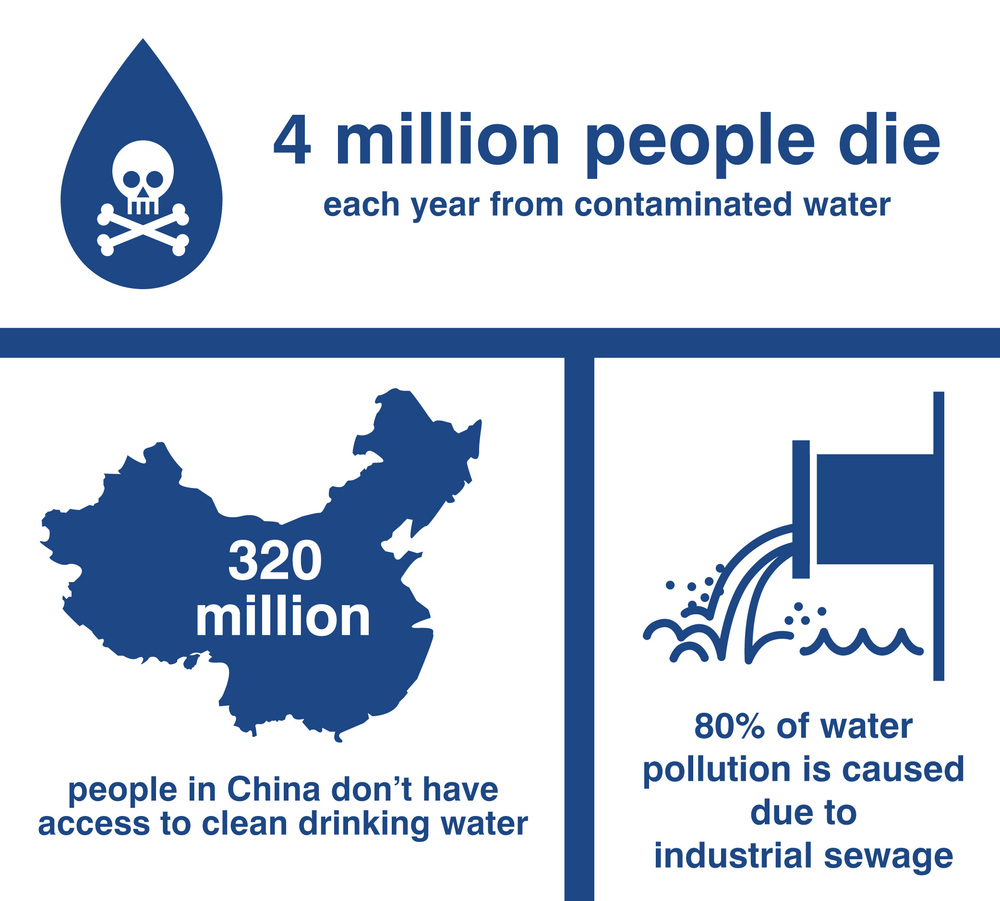 4 million people die
each year from contaminated water
320
million
people in China don’t have
access to clean drinking water
80% of water
pollution is caused
due to
industrial sewage